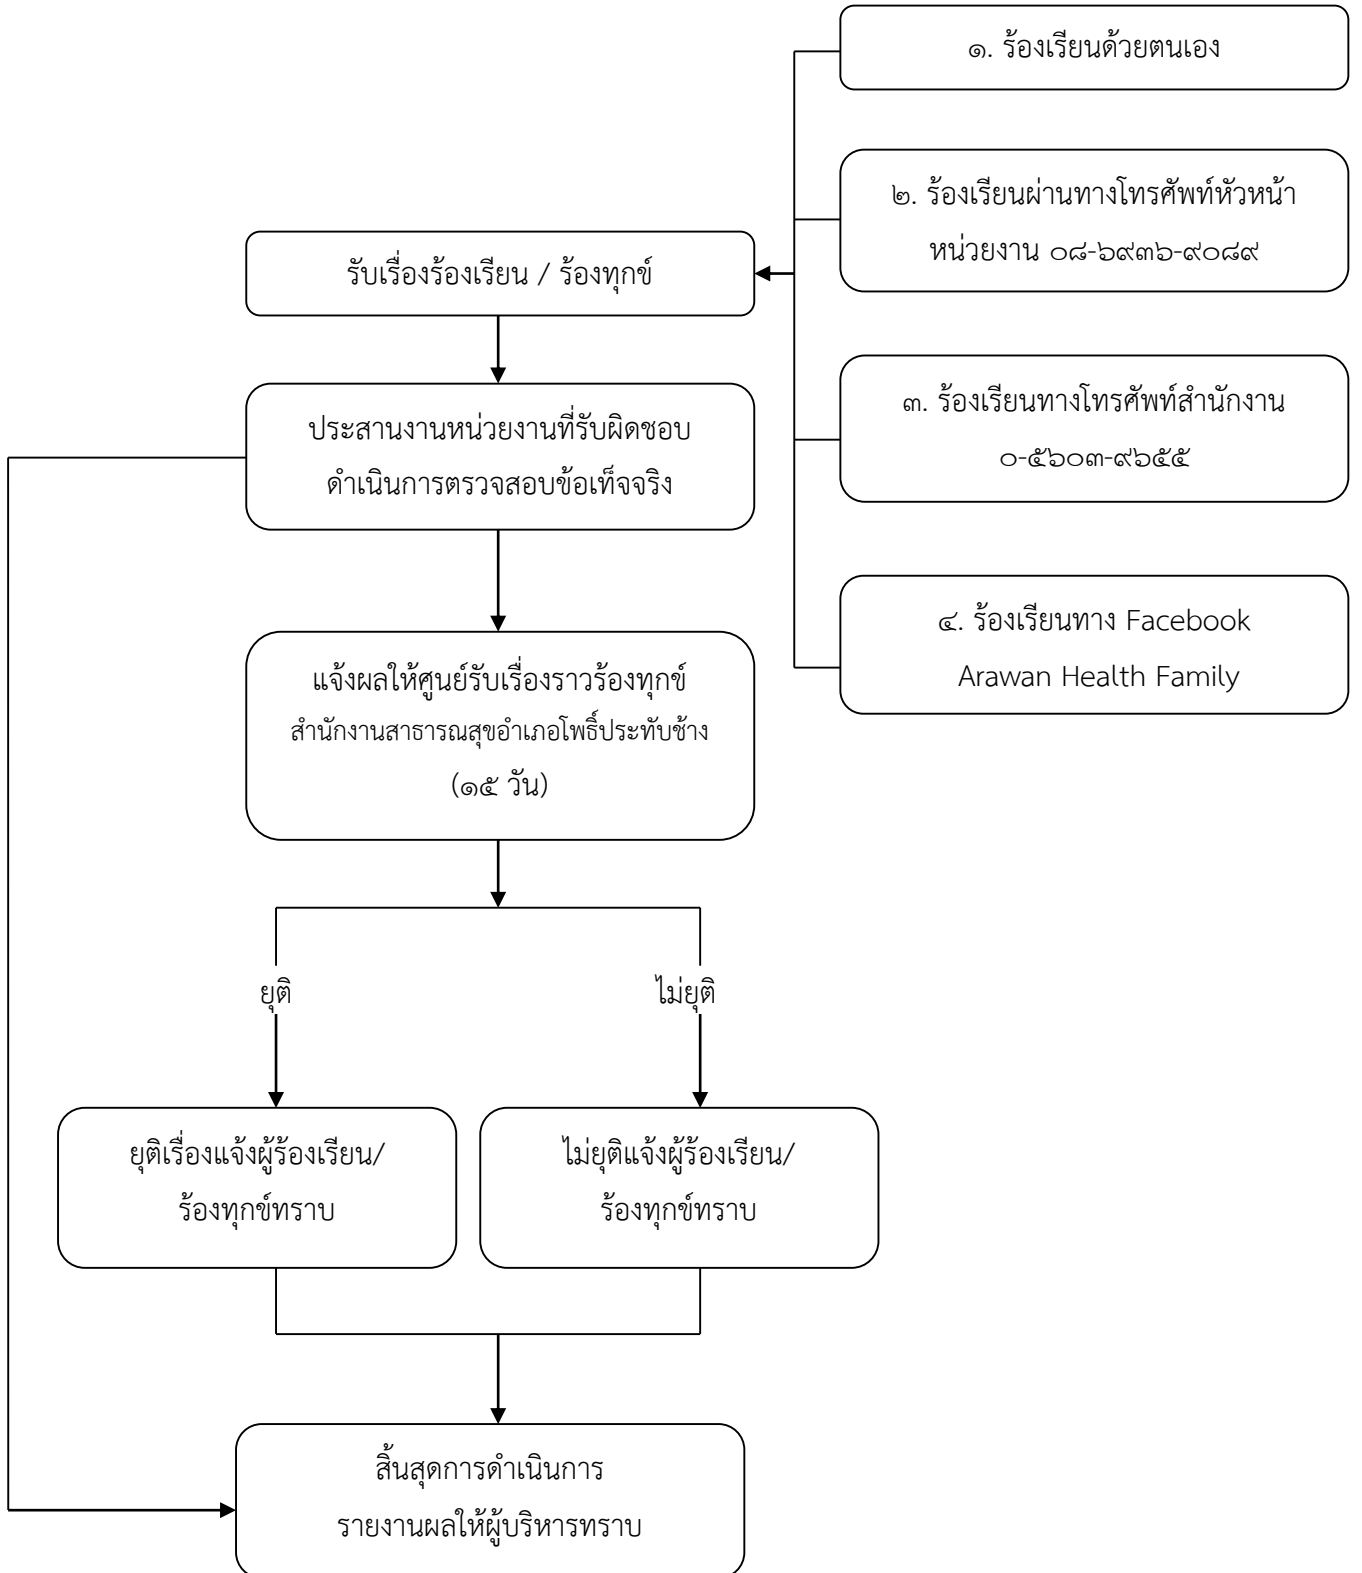 ๑. ร้องเรียนด้วยตนเอง
๒. ร้องเรียนผ่านทางโทรศัพท์หัวหน้า
หน่วยงาน ๐๘-๖๙๓๖-๙๐๘๙
รับเรื่องร้องเรียน / ร้องทุกข์
๓. ร้องเรียนทางโทรศัพท์สำนักงาน
๐-๕๖๐๓-๙๖๕๕
ประสานงานหน่วยงานที่รับผิดชอบ
ดำเนินการตรวจสอบข้อเท็จจริง
๔. ร้องเรียนทาง Facebook
Arawan Health Family
แจ้งผลให้ศูนย์รับเรื่องราวร้องทุกข์
สำนักงานสาธารณสุขอำเภอโพธิ์ประทับช้าง
(๑๕ วัน)
ยุติ
ไม่ยุติ
ยุติเรื่องแจ้งผู้ร้องเรียน/
ร้องทุกข์ทราบ
ไม่ยุติแจ้งผู้ร้องเรียน/
ร้องทุกข์ทราบ
สิ้นสุดการดำเนินการ
รายงานผลให้ผู้บริหารทราบ